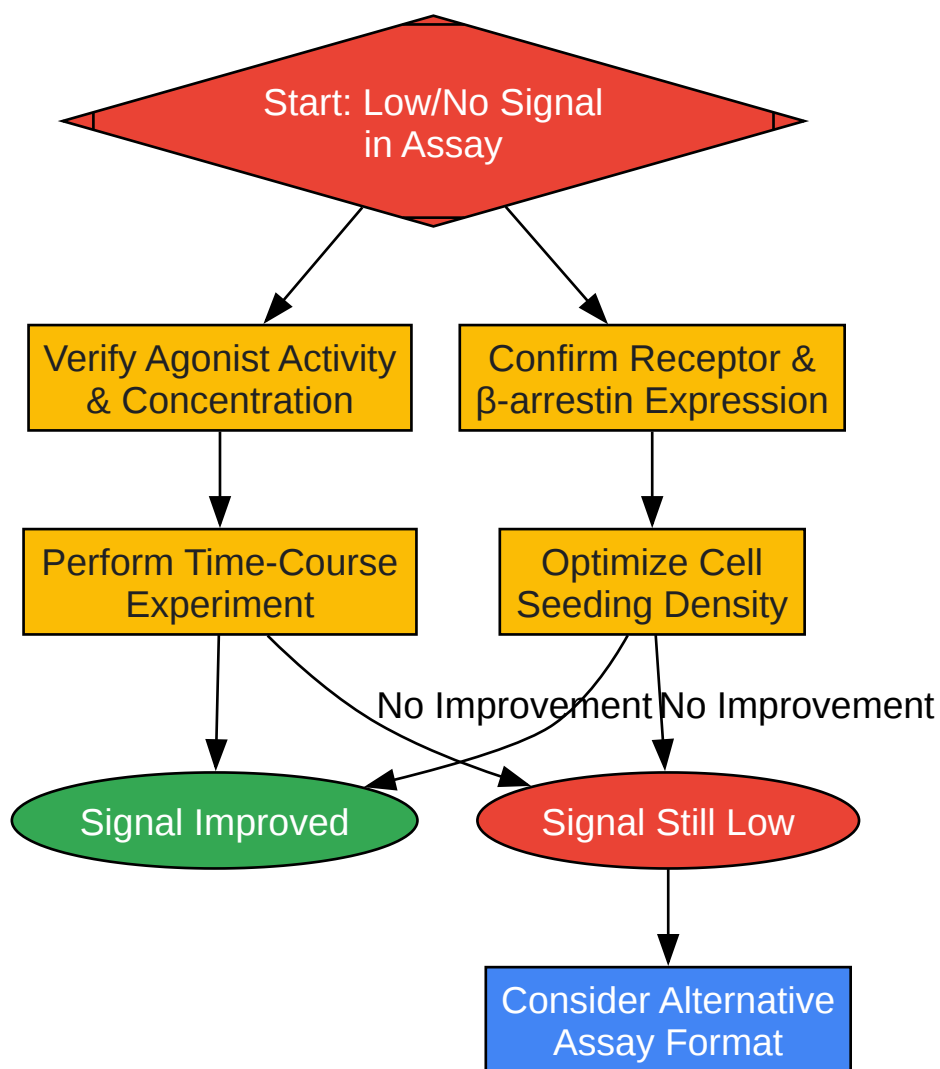 Start: Low/No Signal
in Assay
Verify Agonist Activity
& Concentration
Confirm Receptor &
β-arrestin Expression
Perform Time-Course
Experiment
Optimize Cell
Seeding Density
No Improvement
No Improvement
Signal Improved
Signal Still Low
Consider Alternative
Assay Format